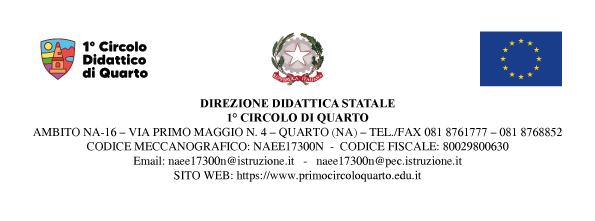 1° Circolo
Didattico
di Quarto
REPVBBLICA ITALIANA
DIREZIONE DIDATTICA STATALE
1° CIRCOLO DI QUARTO
AMBITO NA-16 – VIA PRIMO MAGGIO N. 4 – QUARTO (NA) – TEL./FAX 081 8761777 – 081 8768852
CODICE MECCANOGRAFICO: NAEE17300N - CODICE FISCALE: 80029800630
Email: naee17300n@istruzione.it - naee17300n@pec.istruzione.it
SITO WEB: https://www.primocircoloquarto.edu.it